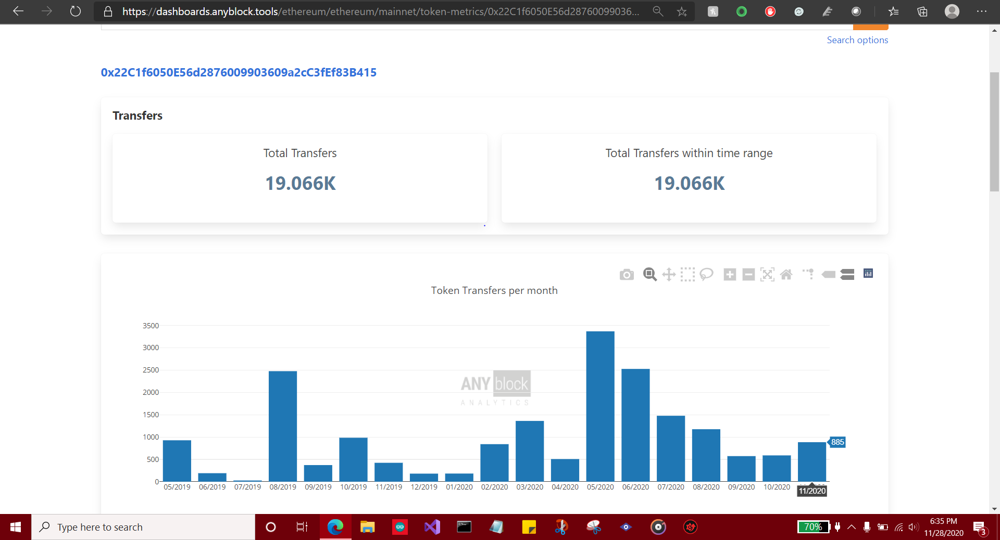 https://dashboards.anyblock.tools/ethereum/ethereum/mainnet/token-metrics/0x22C1f6050E56d28760099036...
Search options
0x22C1f6050E56d2876009903609a2cC3fEf83B415
Transfers
Total Transfers
Total Transfers within time range
19.066K
19.066K
Token Transfers per month
3500
3000
2500
2000
1500
1000
500
0
ANY block
ANALYTICS
885
05/2019 06/2019 07/2019 08/2019 09/2019 10/2019 11/2019 12/2019 01/2020 02/2020 03/2020 04/2020 05/2020 06/2020 07/2020 08/2020 09/2020 10/2020
11/2020
Type here to search
70%
6:35 PM
11/28/2020
3